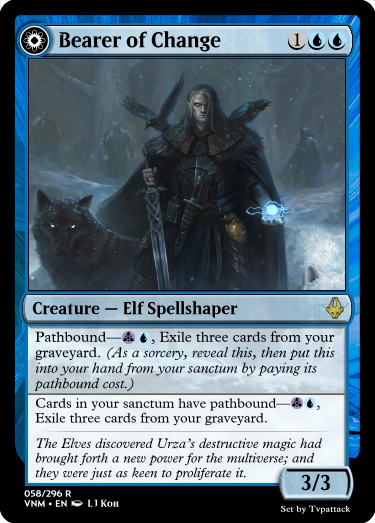 Bearer of Change 1
Creature — Elf Spellshaper
Pathbound— , Exile three cards from your
graveyard. (As a sorcery, reveal this, then put this
into your hand from your sanctum by paying its
pathbound cost.)
Cards in your sanctum have pathbound— ,
Exile three cards from your graveyard.
The Elves discovered Urza's destructive magic had
brought forth a new power for the multiverse; and
they were just as keen to proliferate it.
3/3
058/296 R
VNM • EN LJ Koh
Set by Tvpattack